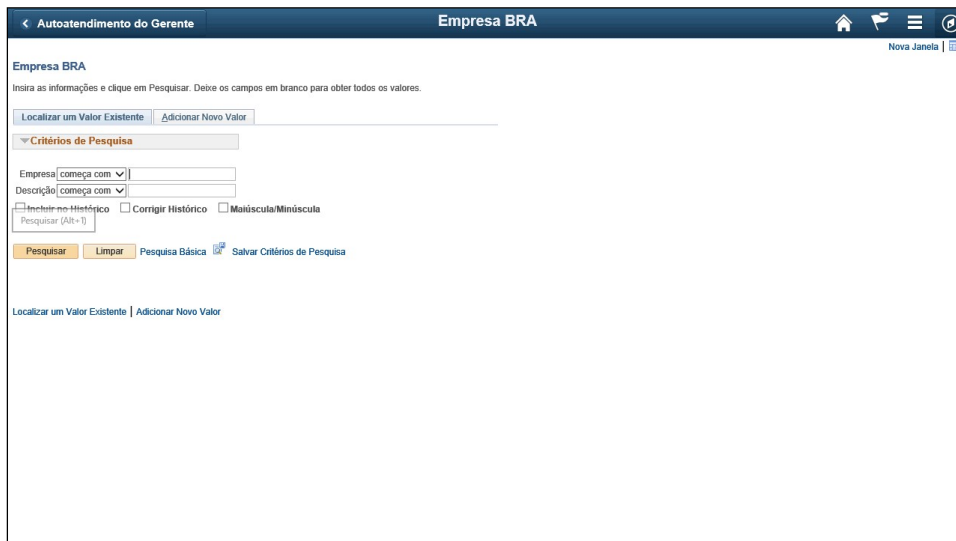 Autoatendimento do Gerente
Empresa BRA
Nova Janela |
Empresa BRA
Insira as informações e clique em Pesquisar. Deixe os campos em branco para obter todos os valores.
Localizar um Valor Existente Adicionar Novo Valor
Critérios de Pesquisa
Empresa começa com
Descrição começa com
Incluir no Histórico Corrigir Histórico Maiúscula/Minúscula
Pesquisar (Alt+1)
Pesquisar Limpar Pesquisa Básica Salvar Critérios de Pesquisa
Localizar um Valor Existente | Adicionar Novo Valor